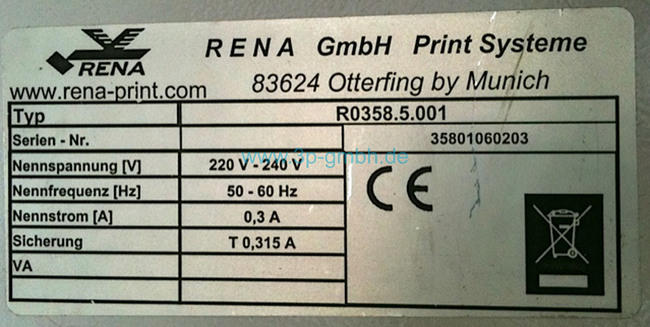 RENA
RENA GmbH Print Systeme
www.rena-print.com
83624 Otterfing by Munich
Typ R0358.5.001
Serien - Nr. 35801060203
www.3p-gmbh.de
Nennspannung [V] 220 V - 240 V
Nennfrequenz [Hz] 50 - 60 Hz
CE
Nennstrom [A] 0,3 A
Sicherung T 0,315 A
VA